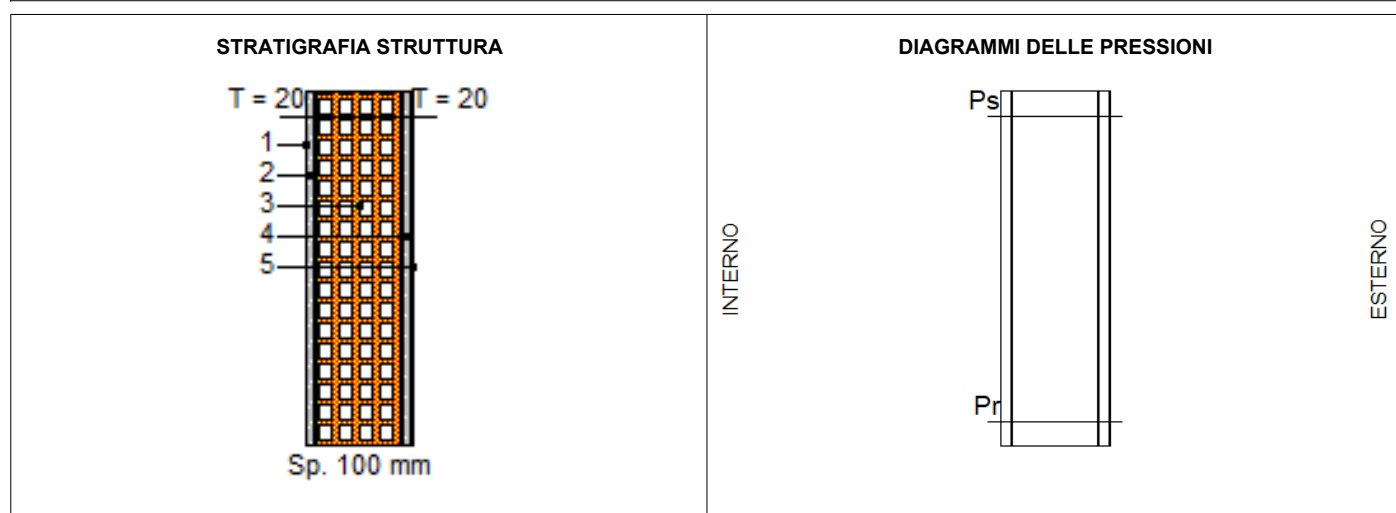 STRATIGRAFIA STRUTTURA
T = 20 T = 20
1
2
3
4
5
Sp. 100 mm
DIAGRAMMI DELLE PRESSIONI
Ps
Pr
INTERNO
ESTERNO